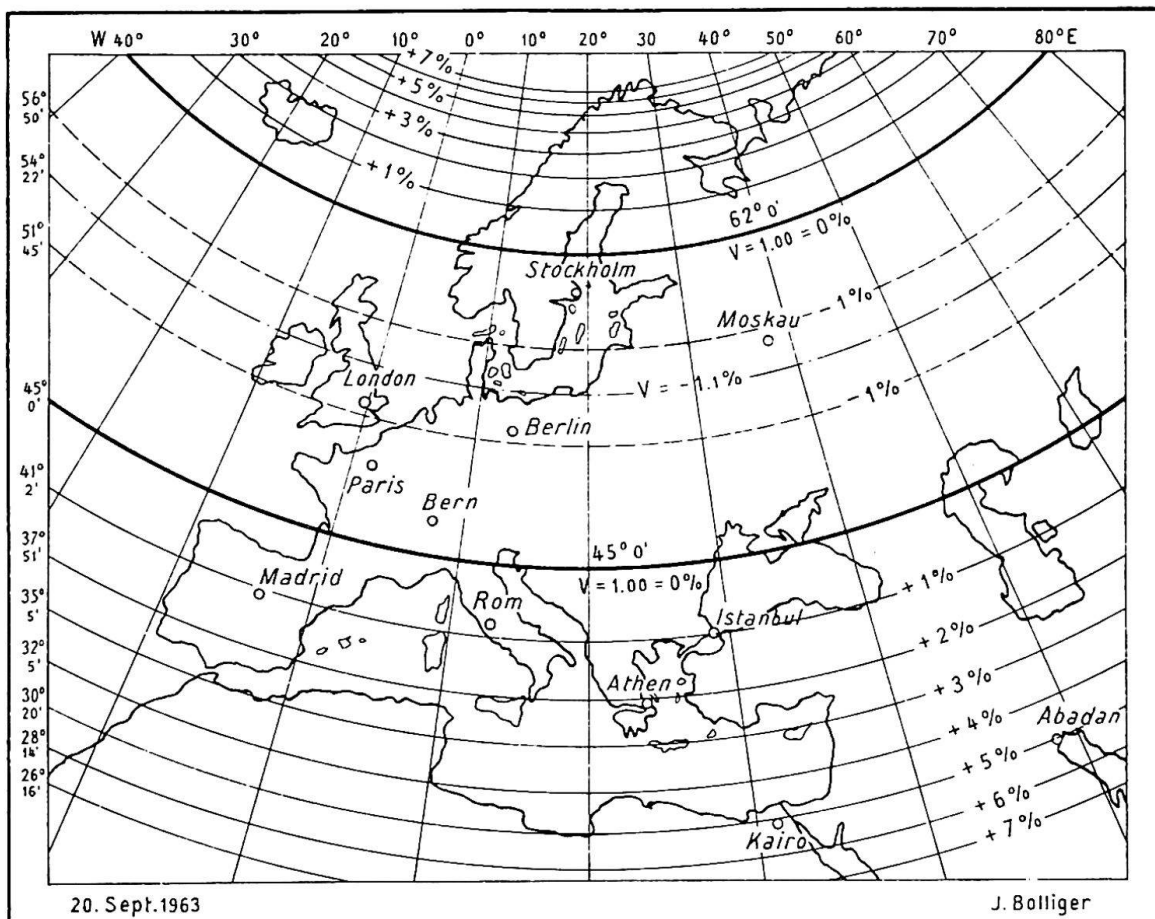 W 40° 30° 20° 10° 0° 10° 20° 30° 40° 50° 60° 70° 80° E
+7%
+5%
+3%
+1%
56° 50'
54° 22'
51° 45'
45° 0'
41° 2'
37° 51'
35° 5'
32° 5'
30° 20'
28° 14'
26° 16'
62° 0'
V = 1.00 = 0%
Stockholm
-1%
Moskau
V = -1.1%
London
-1%
Berlin
Paris
Bern
45° 0'
V = 1.00 = 0%
Madrid
Rom
Istanbul
+1%
+2%
Athen
+3%
+4%
Abadan
+5%
+6%
+7%
Kairo
20. Sept. 1963
J. Bolliger